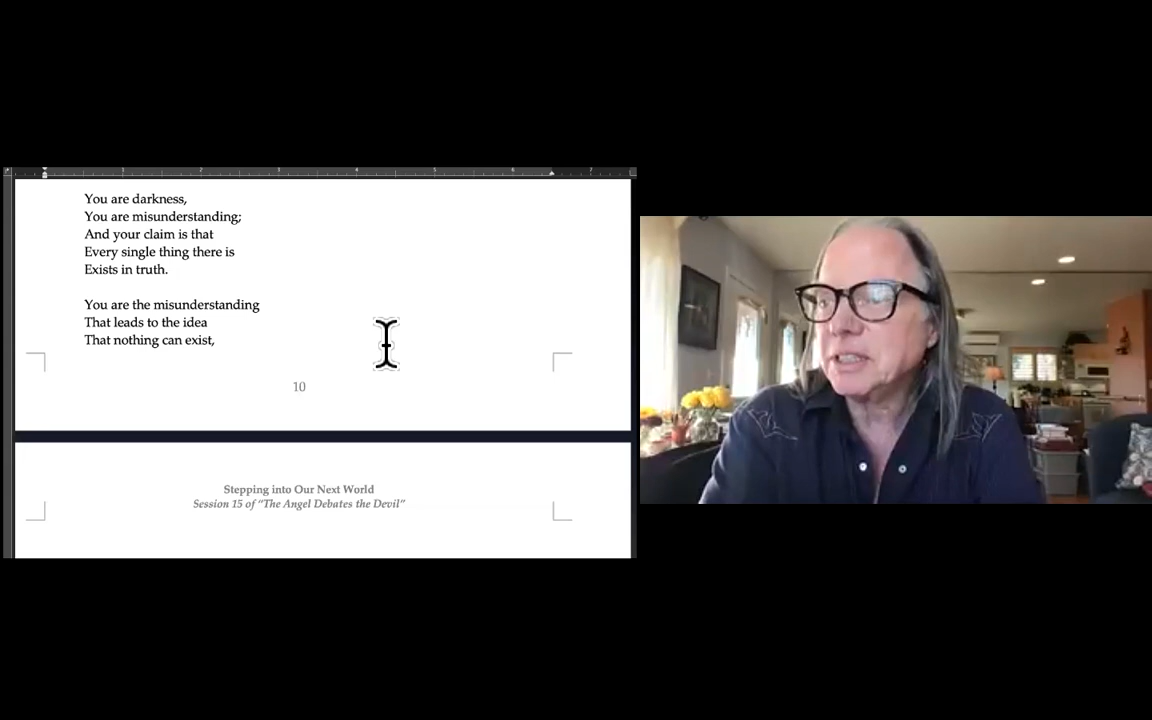 You are darkness,
You are misunderstanding;
And your claim is that
Every single thing there is
Exists in truth.
You are the misunderstanding
That leads to the idea
That nothing can exist,
10
Stepping into Our Next World
Session 15 of “The Angel Debates the Devil”